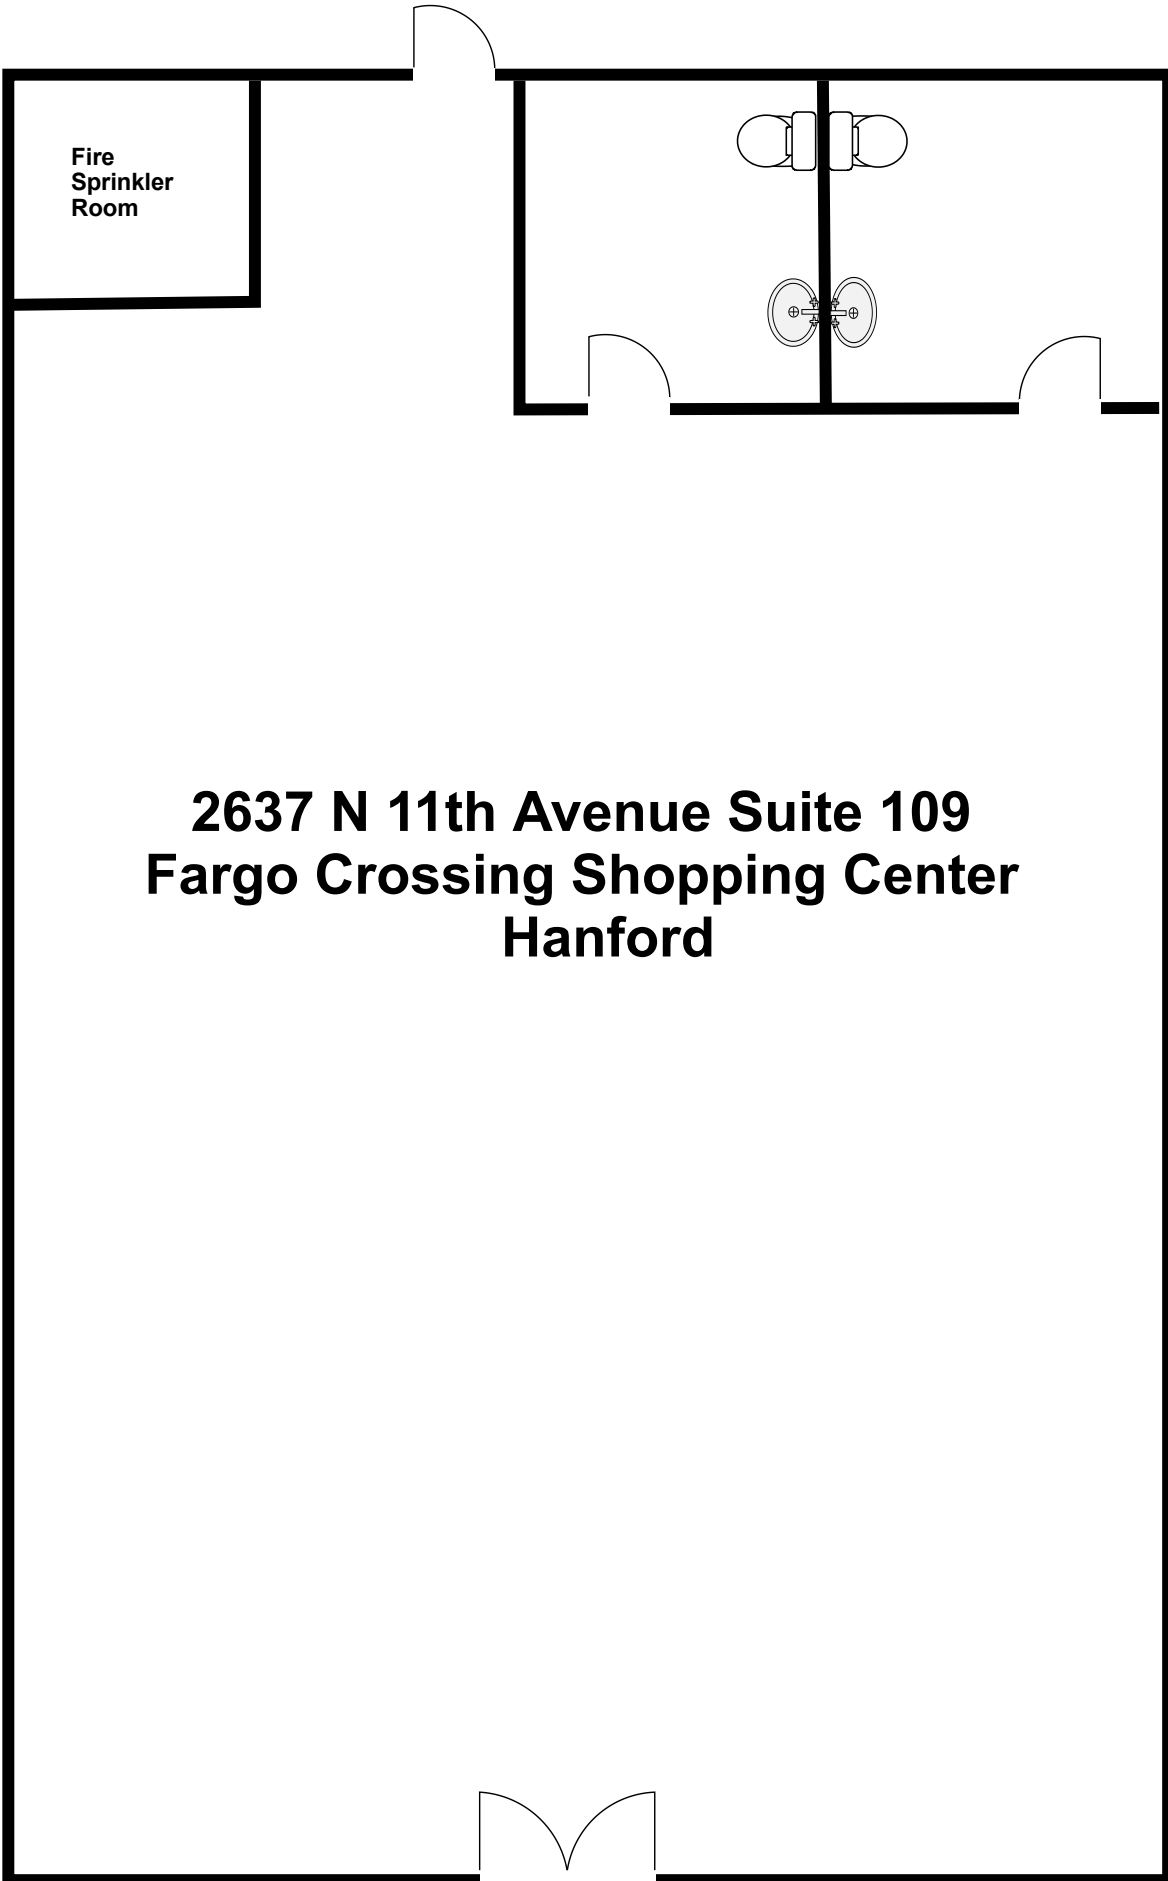 Fire
Sprinkler
Room
2637 N 11th Avenue Suite 109
Fargo Crossing Shopping Center
Hanford